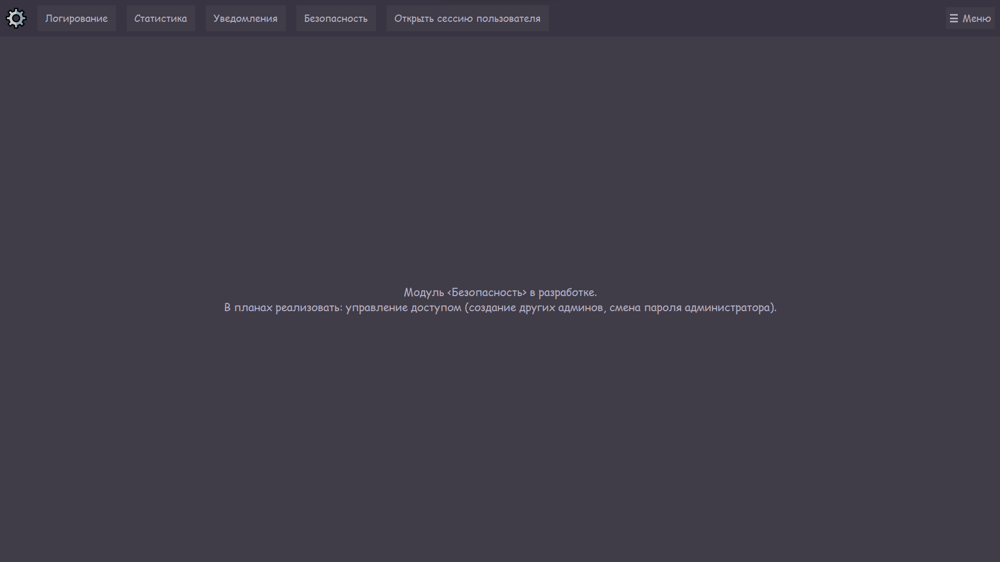 Логирование
Статистика
Уведомления
Безопасность
Открыть сессию пользователя
☰ Меню
Модуль <Безопасность> в разработке.
В планах реализовать: управление доступом (создание других админов, смена пароля администратора).